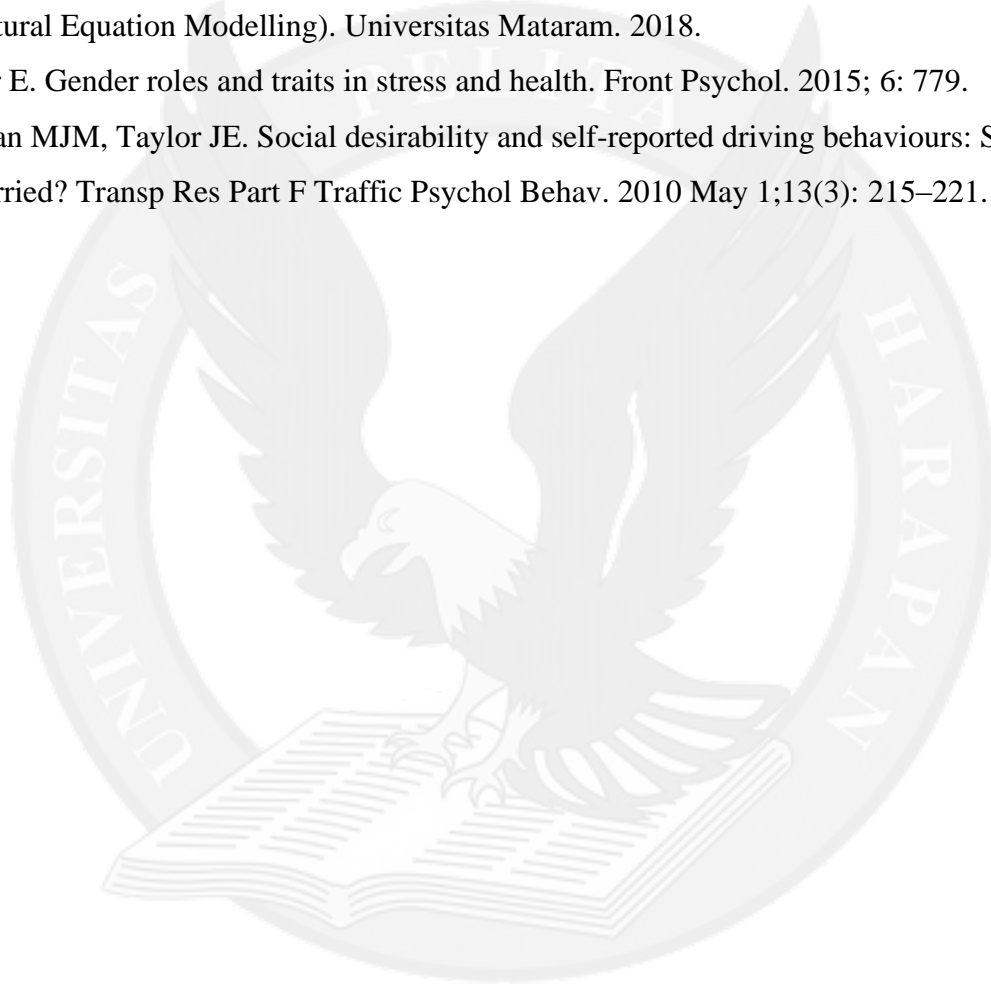 tural Equation Modelling). Universitas Mataram. 2018.
E. Gender roles and traits in stress and health. Front Psychol. 2015; 6: 779.
an MJM, Taylor JE. Social desirability and self-reported driving behaviours: S
rried? Transp Res Part F Traffic Psychol Behav. 2010 May 1;13(3): 215–221.
UNIVERSITAS
PELITA
HARAPAN